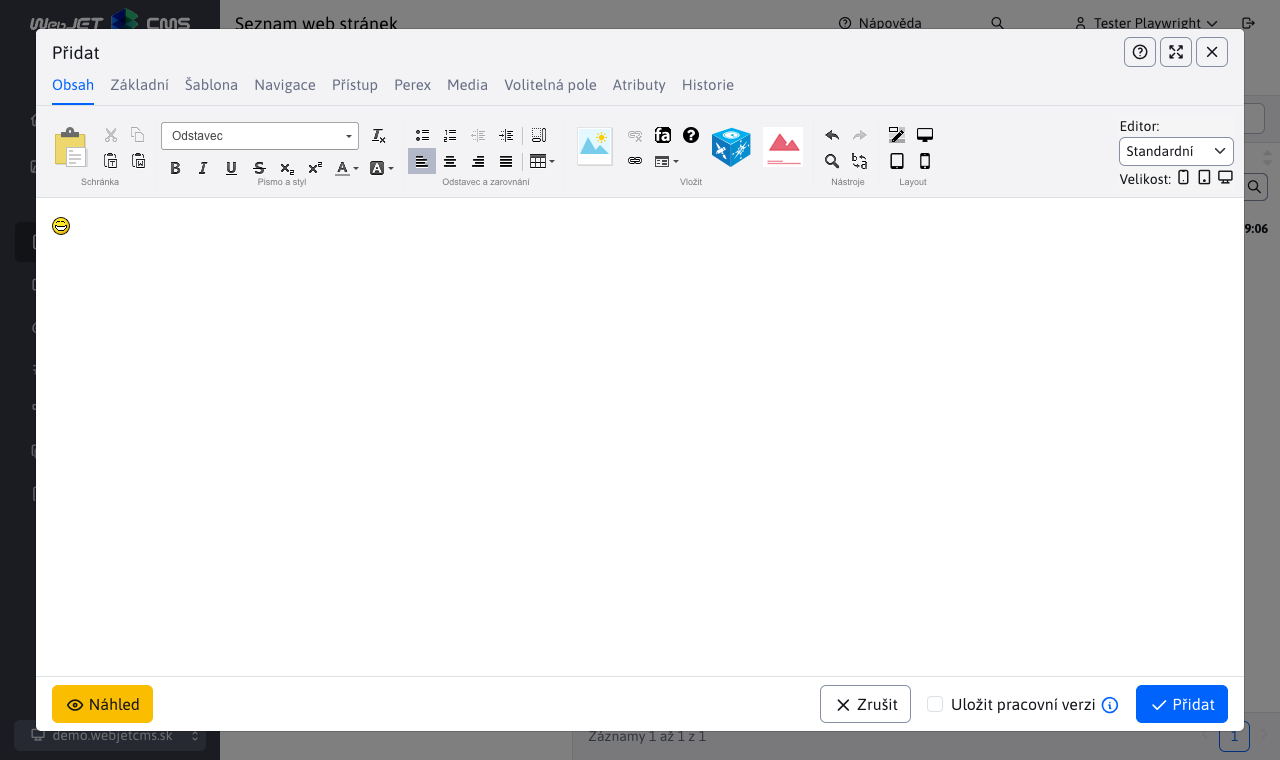 WebJET CMS
Seznam web stránek
Nápověda
Tester Playwright
Přidat
Obsah Základní Šablona Navigace Přístup Perex Media Volitelná pole Atributy Historie
Odstavec
Schránka
Písmo a styl
Odstavec a zarovnání
Vložit
Nástroje
Layout
Editor:
Standardní
Velikost:
9:06
Náhled
Zrušit
Uložit pracovní verzi
Přidat
demo.webjetcms.sk
Záznamy 1 až 1 z 1
1